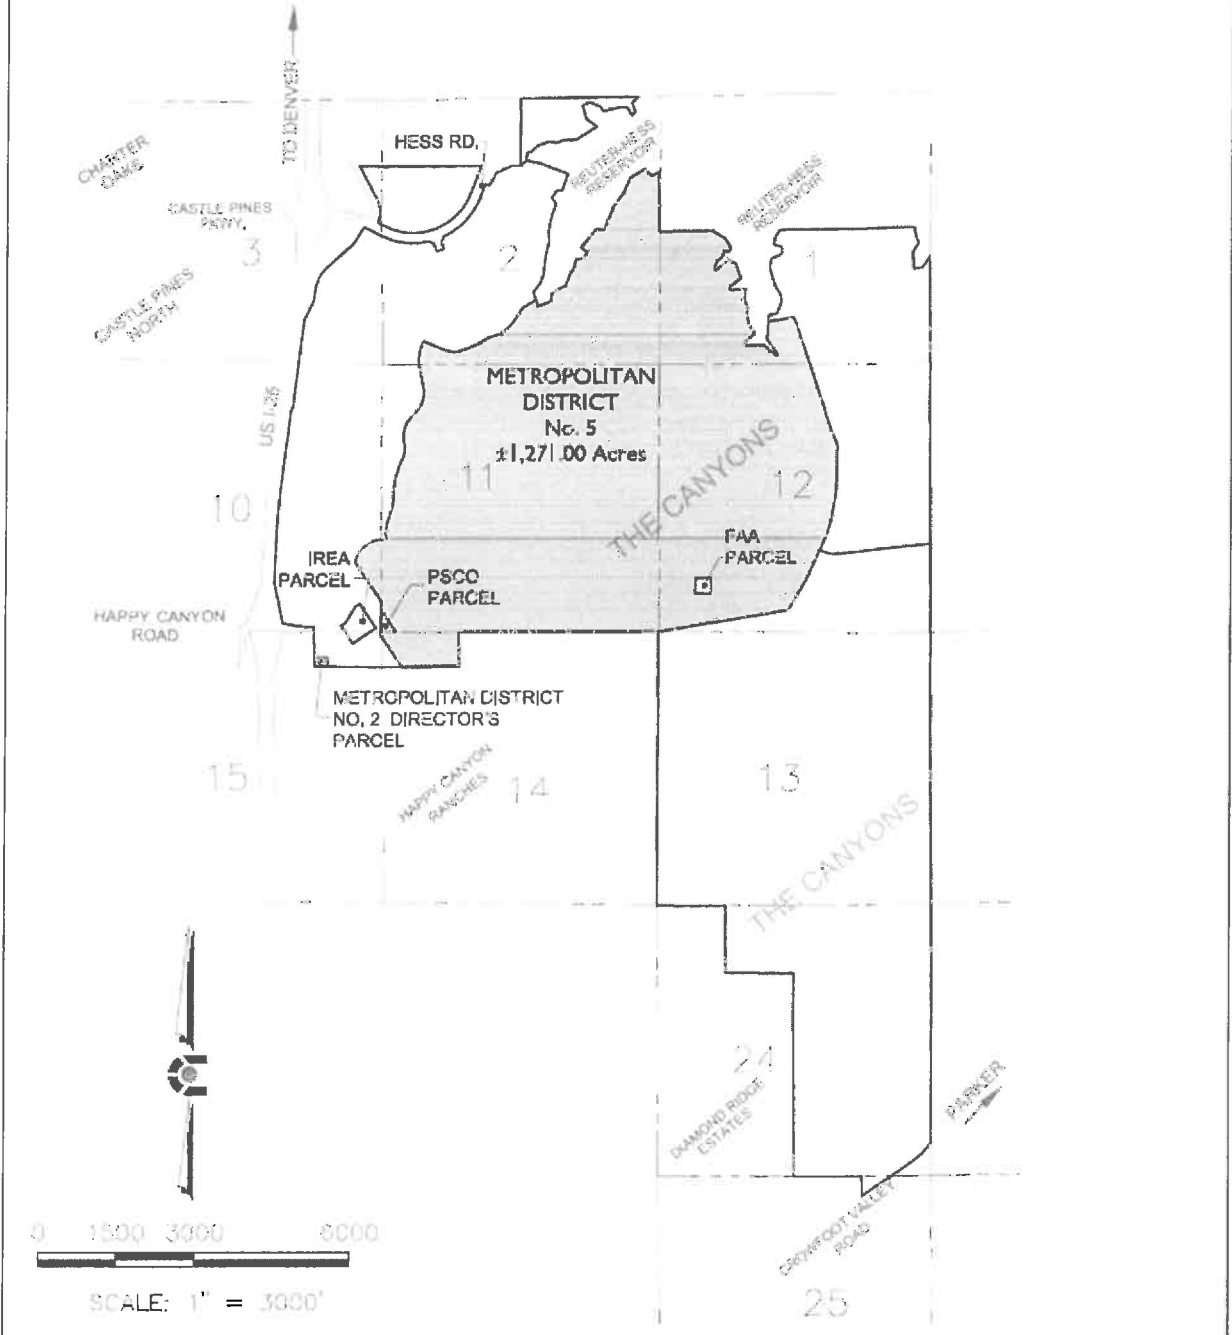 TO DENVER
CHARTER
OAKS
HESS RD.
REUTER-HESS
RESERVOIR
REUTER-HESS
RESERVOIR
CASTLE PINES
PKWY.
3
2
1
CASTLE PINES
NORTH
US I-25
METROPOLITAN
DISTRICT
No. 5
±1,271.00 Acres
THE CANYONS
10
11
12
IREA
PARCEL
PSCO
PARCEL
FAA
PARCEL
HAPPY CANYON
ROAD
METROPOLITAN DISTRICT
NO. 2 DIRECTOR'S
PARCEL
15
HAPPY CANYON
RANCHES
14
13
THE CANYONS
24
DIAMOND RIDGE
ESTATES
PARKER
CROWFOOT VALLEY
ROAD
25
0 1500 3000 6000
SCALE: 1" = 3000'